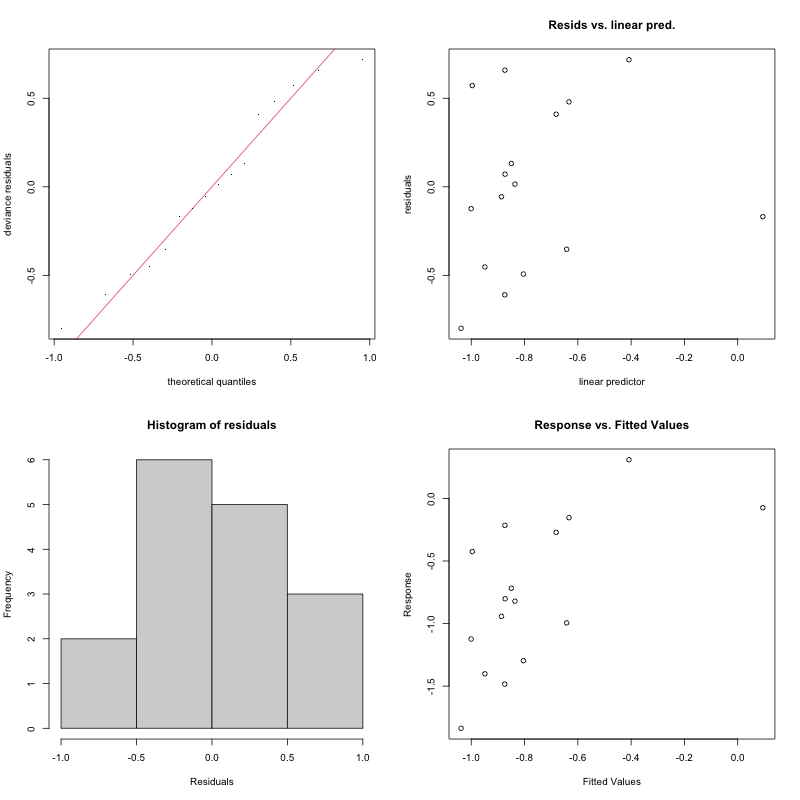 0.5
0.0
-0.5
deviance residuals
-1.0 -0.5 0.0 0.5 1.0
theoretical quantiles
Resids vs. linear pred.
0.5
0.0
-0.5
residuals
-1.0 -0.8 -0.6 -0.4 -0.2 0.0
linear predictor
Histogram of residuals
6
5
4
3
2
1
0
Frequency
-1.0 -0.5 0.0 0.5 1.0
Residuals
Response vs. Fitted Values
0.0
-0.5
-1.0
-1.5
Response
-1.0 -0.8 -0.6 -0.4 -0.2 0.0
Fitted Values